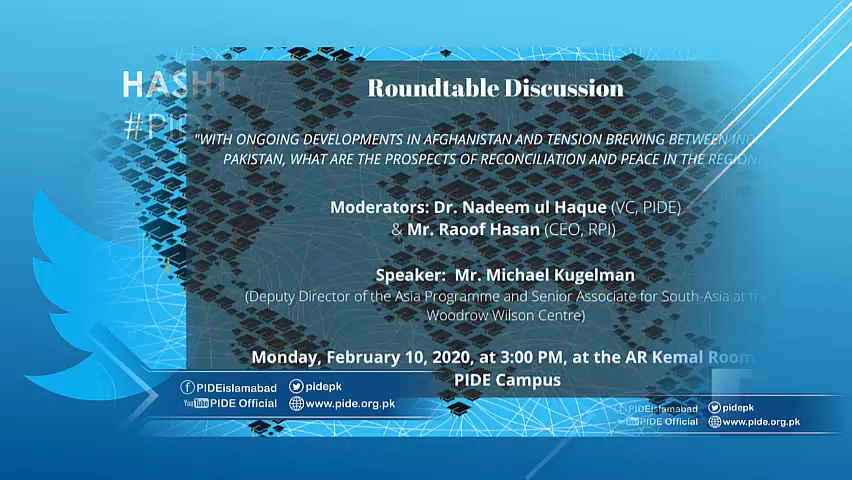 HASH
#PI
Roundtable Discussion
"WITH ONGOING DEVELOPMENTS IN AFGHANISTAN AND TENSION BREWING BETWEEN
PAKISTAN, WHAT ARE THE PROSPECTS OF RECONCILIATION AND PEACE IN THE REGION
Moderators: Dr. Nadeem ul Haque (VC, PIDE)
& Mr. Raoof Hasan (CEO, RPI)
Speaker: Mr. Michael Kugelman
(Deputy Director of the Asia Programme and Senior Associate for South-Asia at the
Woodrow Wilson Centre)
Monday, February 10, 2020, at 3:00 PM, at the AR Kemal Room
PIDE Campus
PIDEislamabad pidepk
YouTube PIDE Official www.pide.org.pk
PIDEislamabad pidepk
PIDE Official www.pide.org.pk